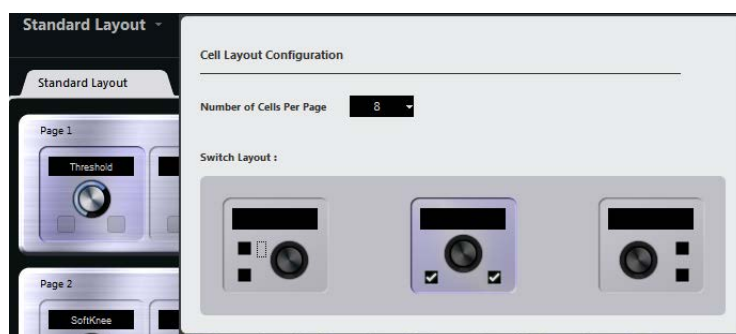 Standard Layout
Standard Layout
Page 1
Threshold
Page 2
SoftKnee
Cell Layout Configuration
Number of Cells Per Page 8
Switch Layout :